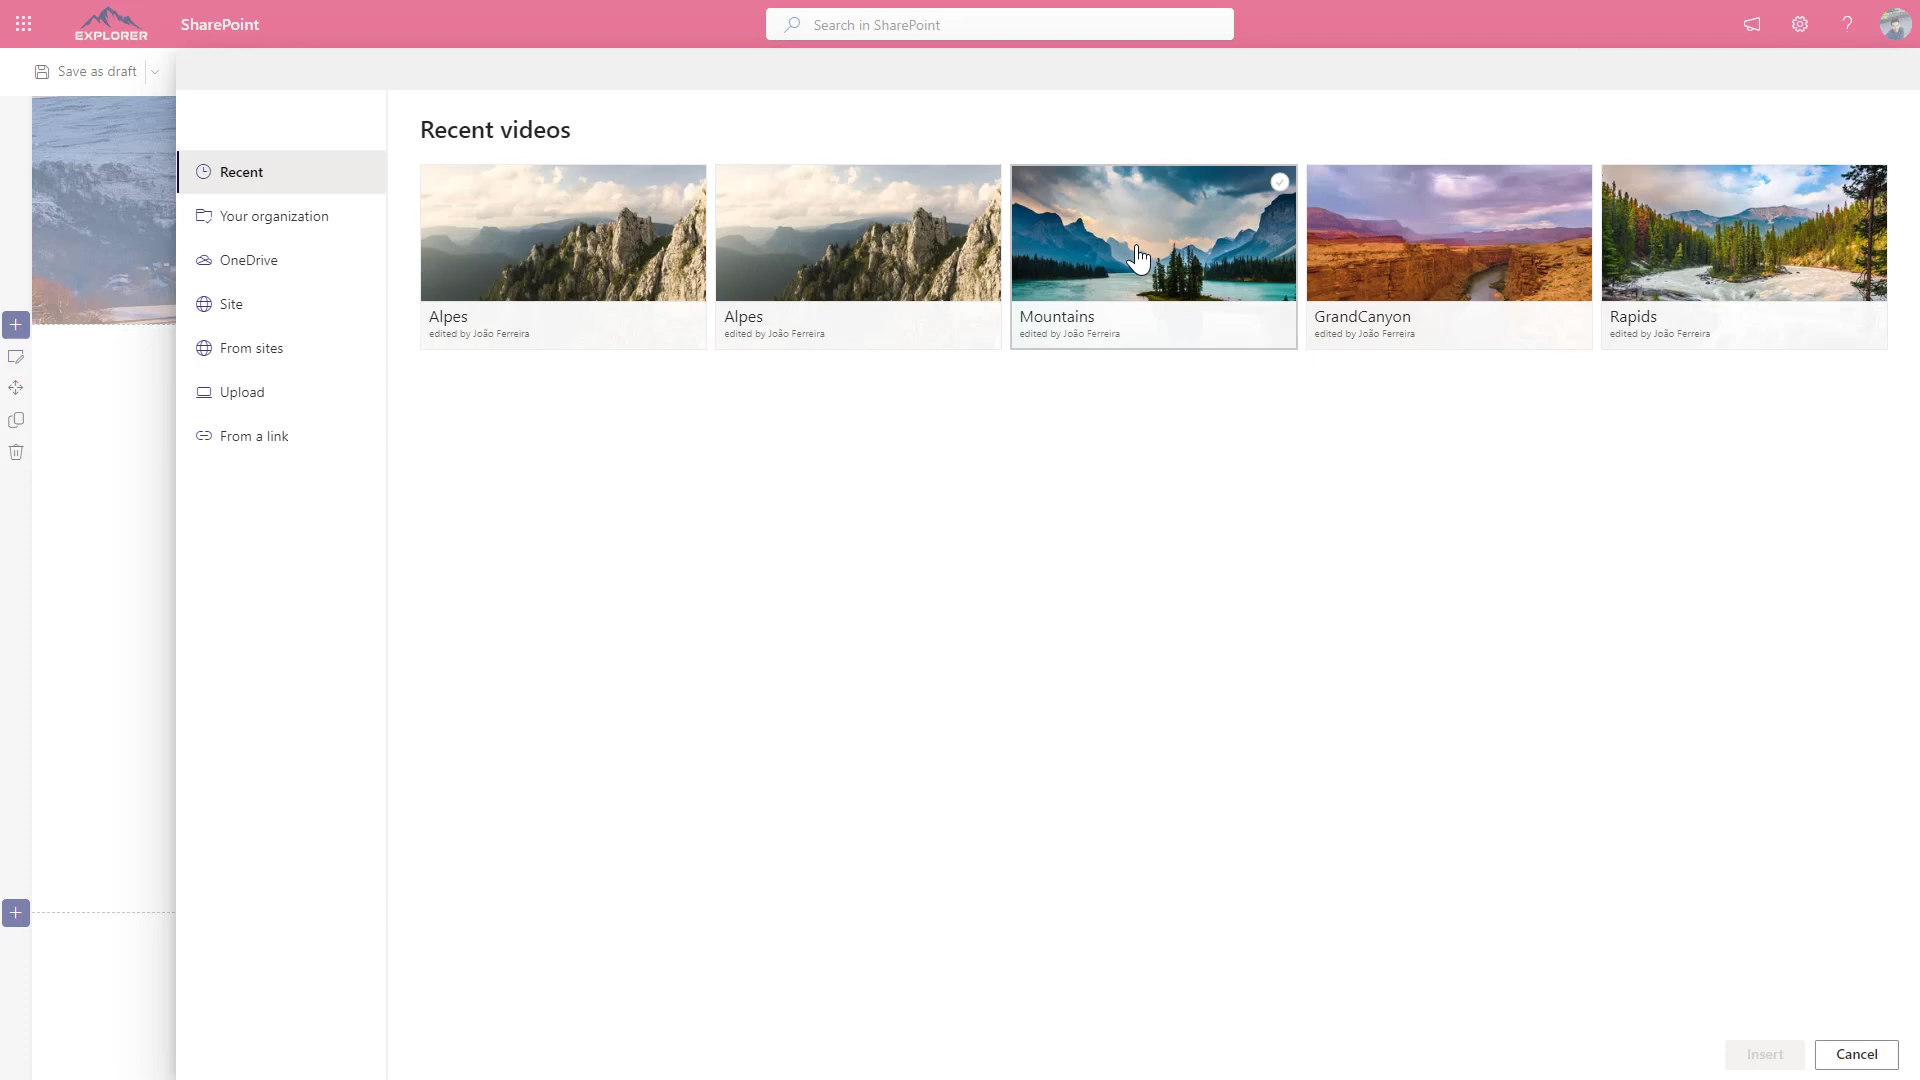 EXPLORER
SharePoint
Search in SharePoint
Save as draft
Recent videos
Recent
Your organization
OneDrive
Site
From sites
Upload
From a link
Alpes
edited by João Ferreira
Alpes
edited by João Ferreira
Mountains
edited by João Ferreira
GrandCanyon
edited by João Ferreira
Rapids
edited by João Ferreira
Insert
Cancel